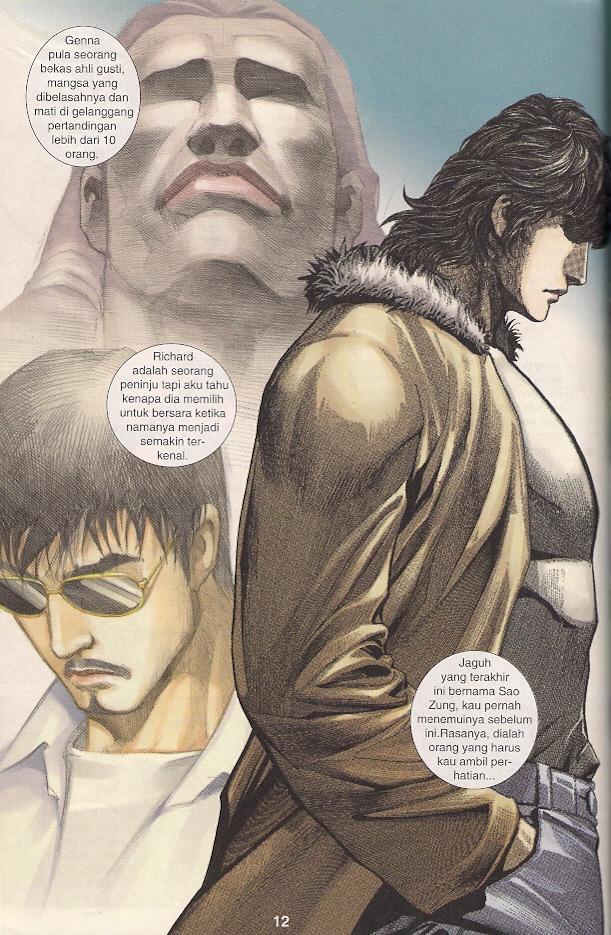 Genna
pula seorang
bekas ahli gusti,
mangsa yang
dibelasahnya dan
mati di gelanggang
pertandingan
lebih dari 10
orang.
Richard
adalah seorang
peninju tapi aku tahu
kenapa dia memilih
untuk bersara ketika
namanya menjadi
semakin ter-
kenal.
Jaguh
yang terakhir
ini bernama Sao
Zung, kau pernah
menemuinya sebelum
ini.Rasanya, dialah
orang yang harus
kau ambil per-
hatian...
12